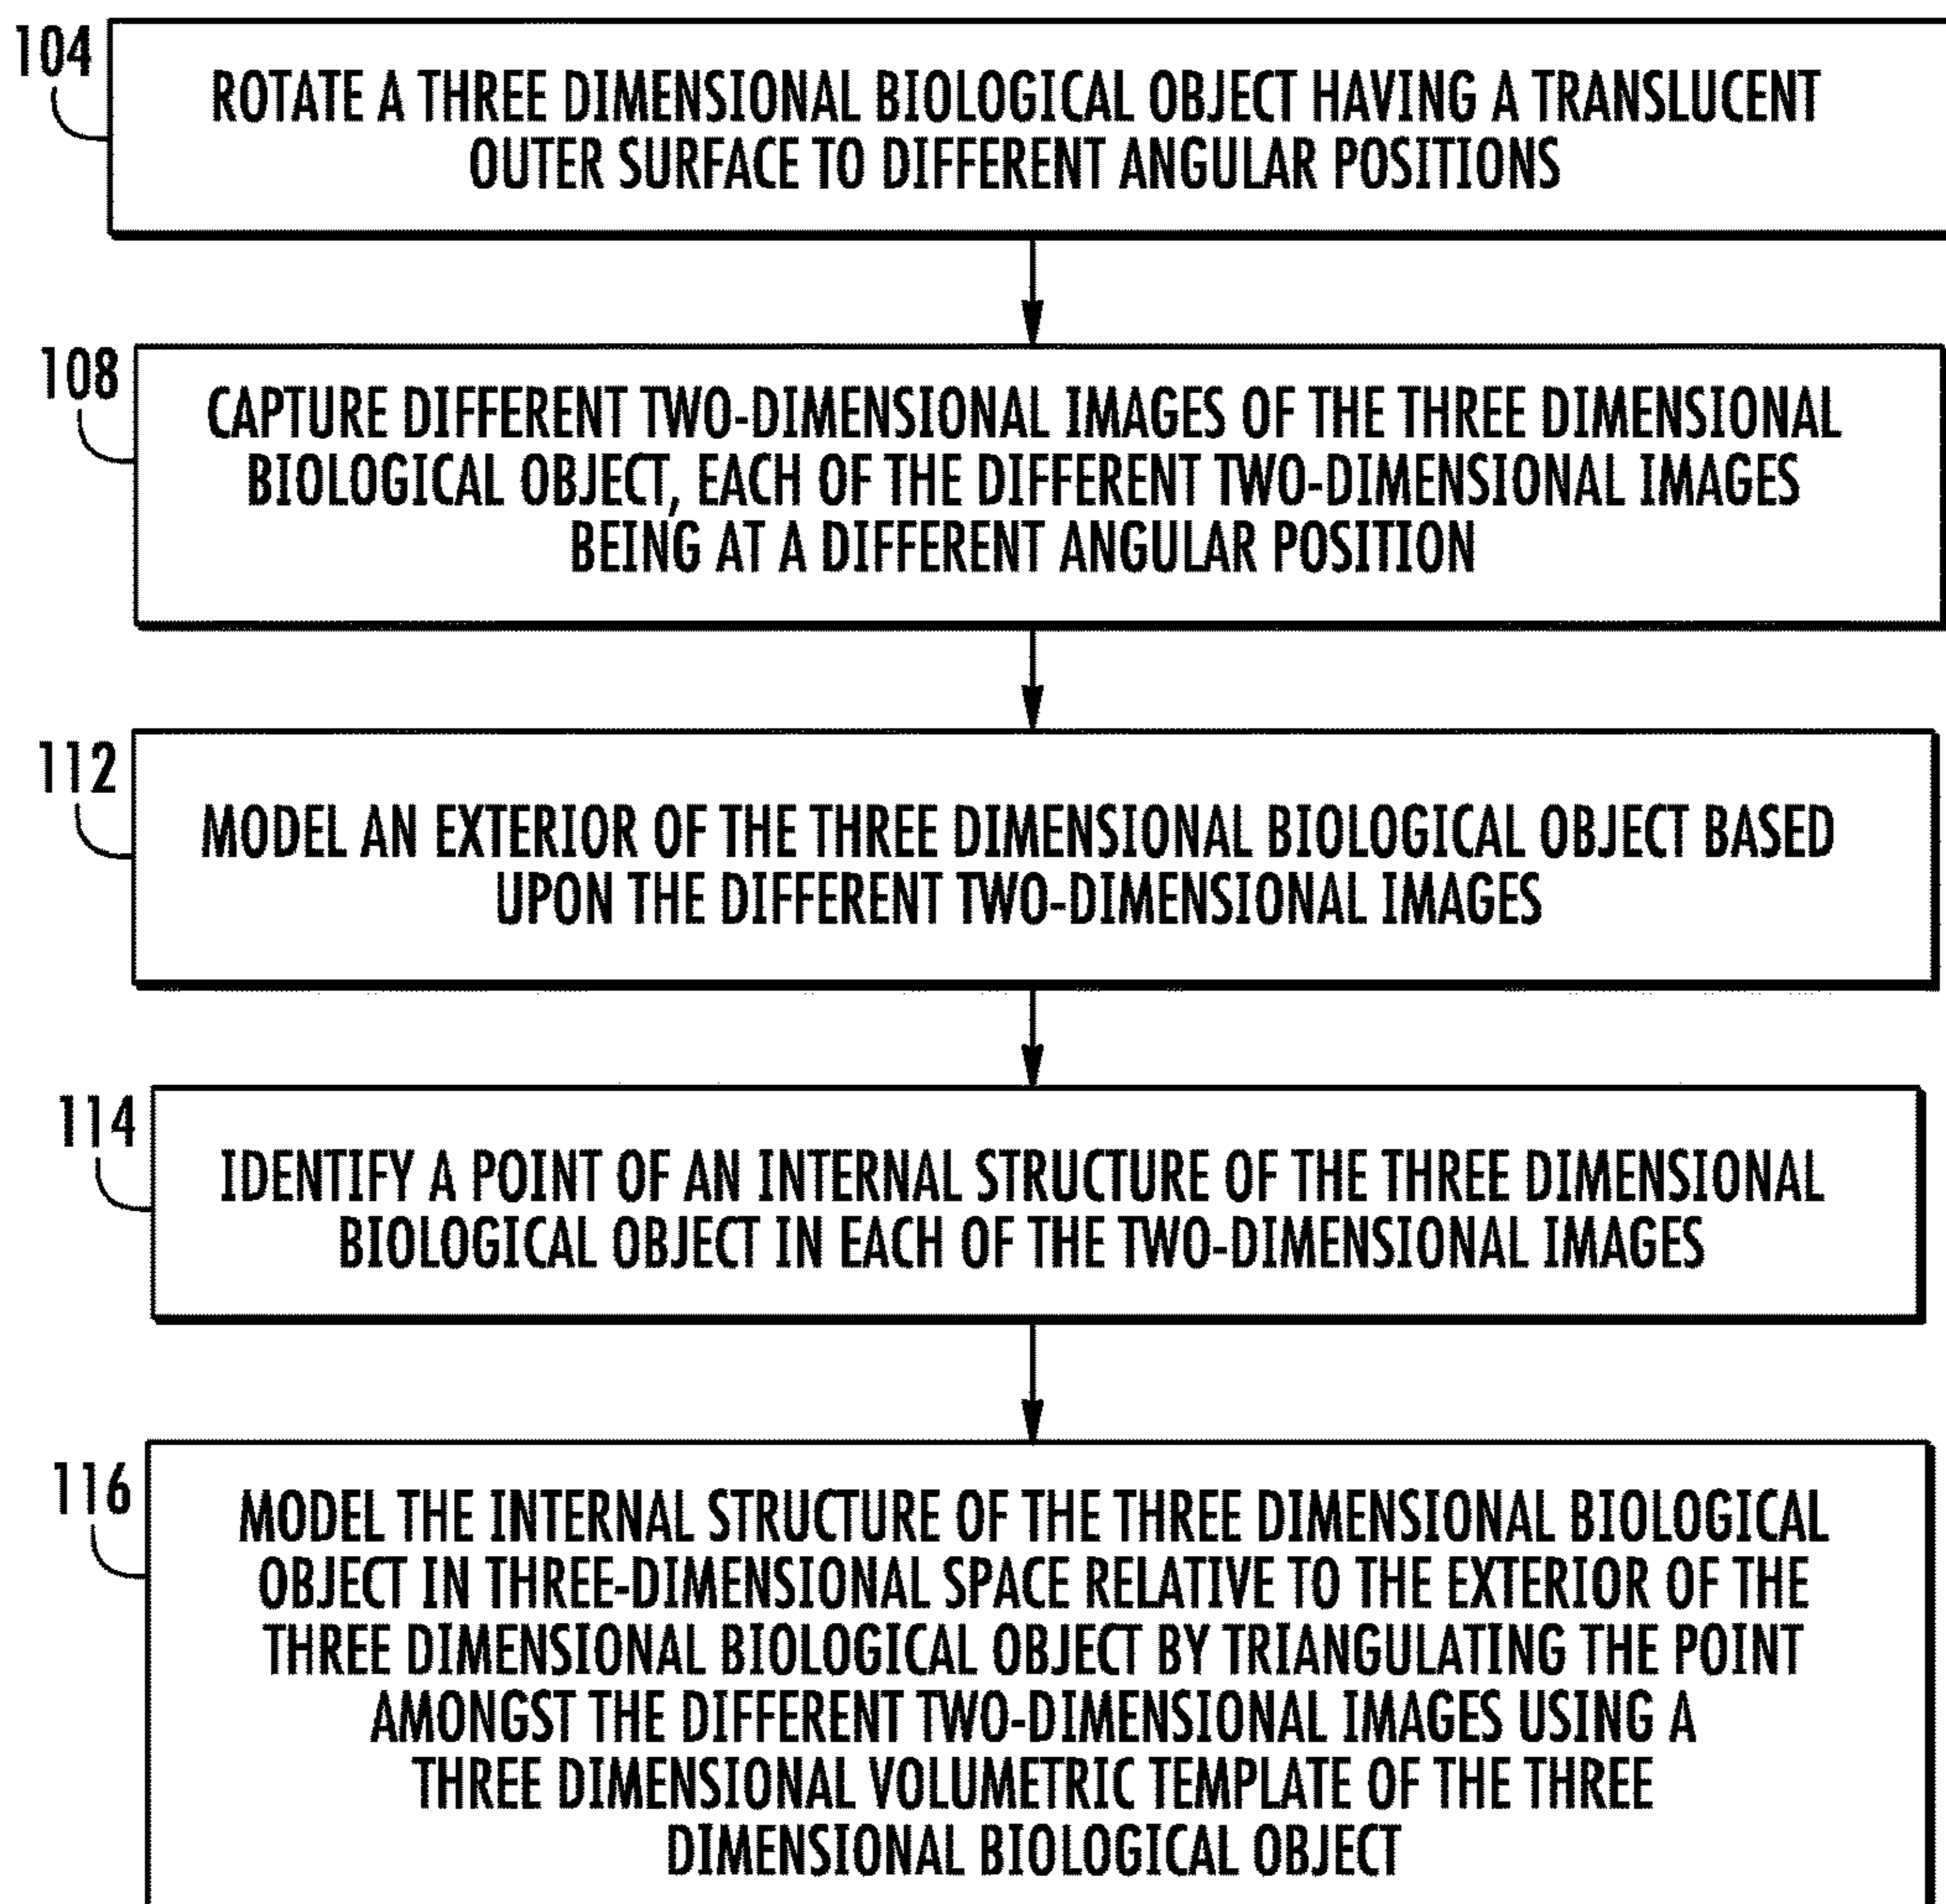 104
ROTATE A THREE DIMENSIONAL BIOLOGICAL OBJECT HAVING A TRANSLUCENT
OUTER SURFACE TO DIFFERENT ANGULAR POSITIONS
108
CAPTURE DIFFERENT TWO-DIMENSIONAL IMAGES OF THE THREE DIMENSIONAL
BIOLOGICAL OBJECT, EACH OF THE DIFFERENT TWO-DIMENSIONAL IMAGES
BEING AT A DIFFERENT ANGULAR POSITION
112
MODEL AN EXTERIOR OF THE THREE DIMENSIONAL BIOLOGICAL OBJECT BASED
UPON THE DIFFERENT TWO-DIMENSIONAL IMAGES
114
IDENTIFY A POINT OF AN INTERNAL STRUCTURE OF THE THREE DIMENSIONAL
BIOLOGICAL OBJECT IN EACH OF THE TWO-DIMENSIONAL IMAGES
116
MODEL THE INTERNAL STRUCTURE OF THE THREE DIMENSIONAL BIOLOGICAL
OBJECT IN THREE-DIMENSIONAL SPACE RELATIVE TO THE EXTERIOR OF THE
THREE DIMENSIONAL BIOLOGICAL OBJECT BY TRIANGULATING THE POINT
AMONGST THE DIFFERENT TWO-DIMENSIONAL IMAGES USING A
THREE DIMENSIONAL VOLUMETRIC TEMPLATE OF THE THREE
DIMENSIONAL BIOLOGICAL OBJECT